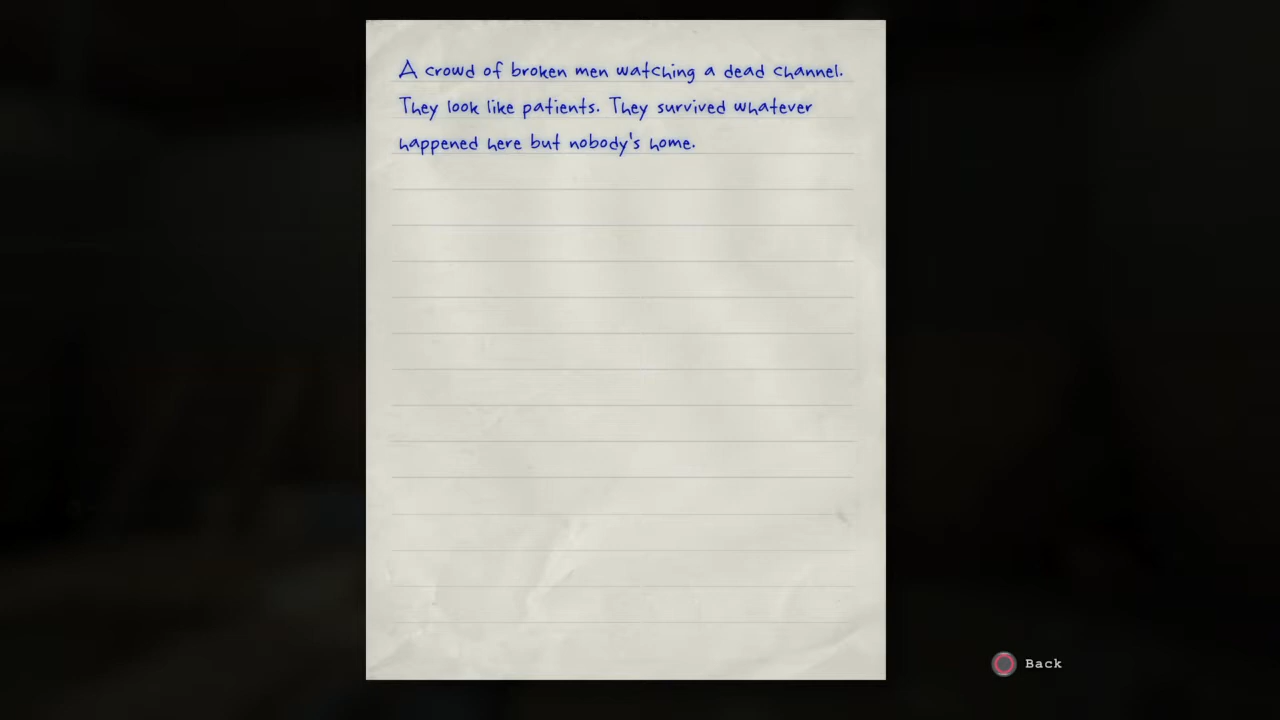 A crowd of broken men watching a dead channel.
They look like patients. They survived whatever
happened here but nobody's home.
Back